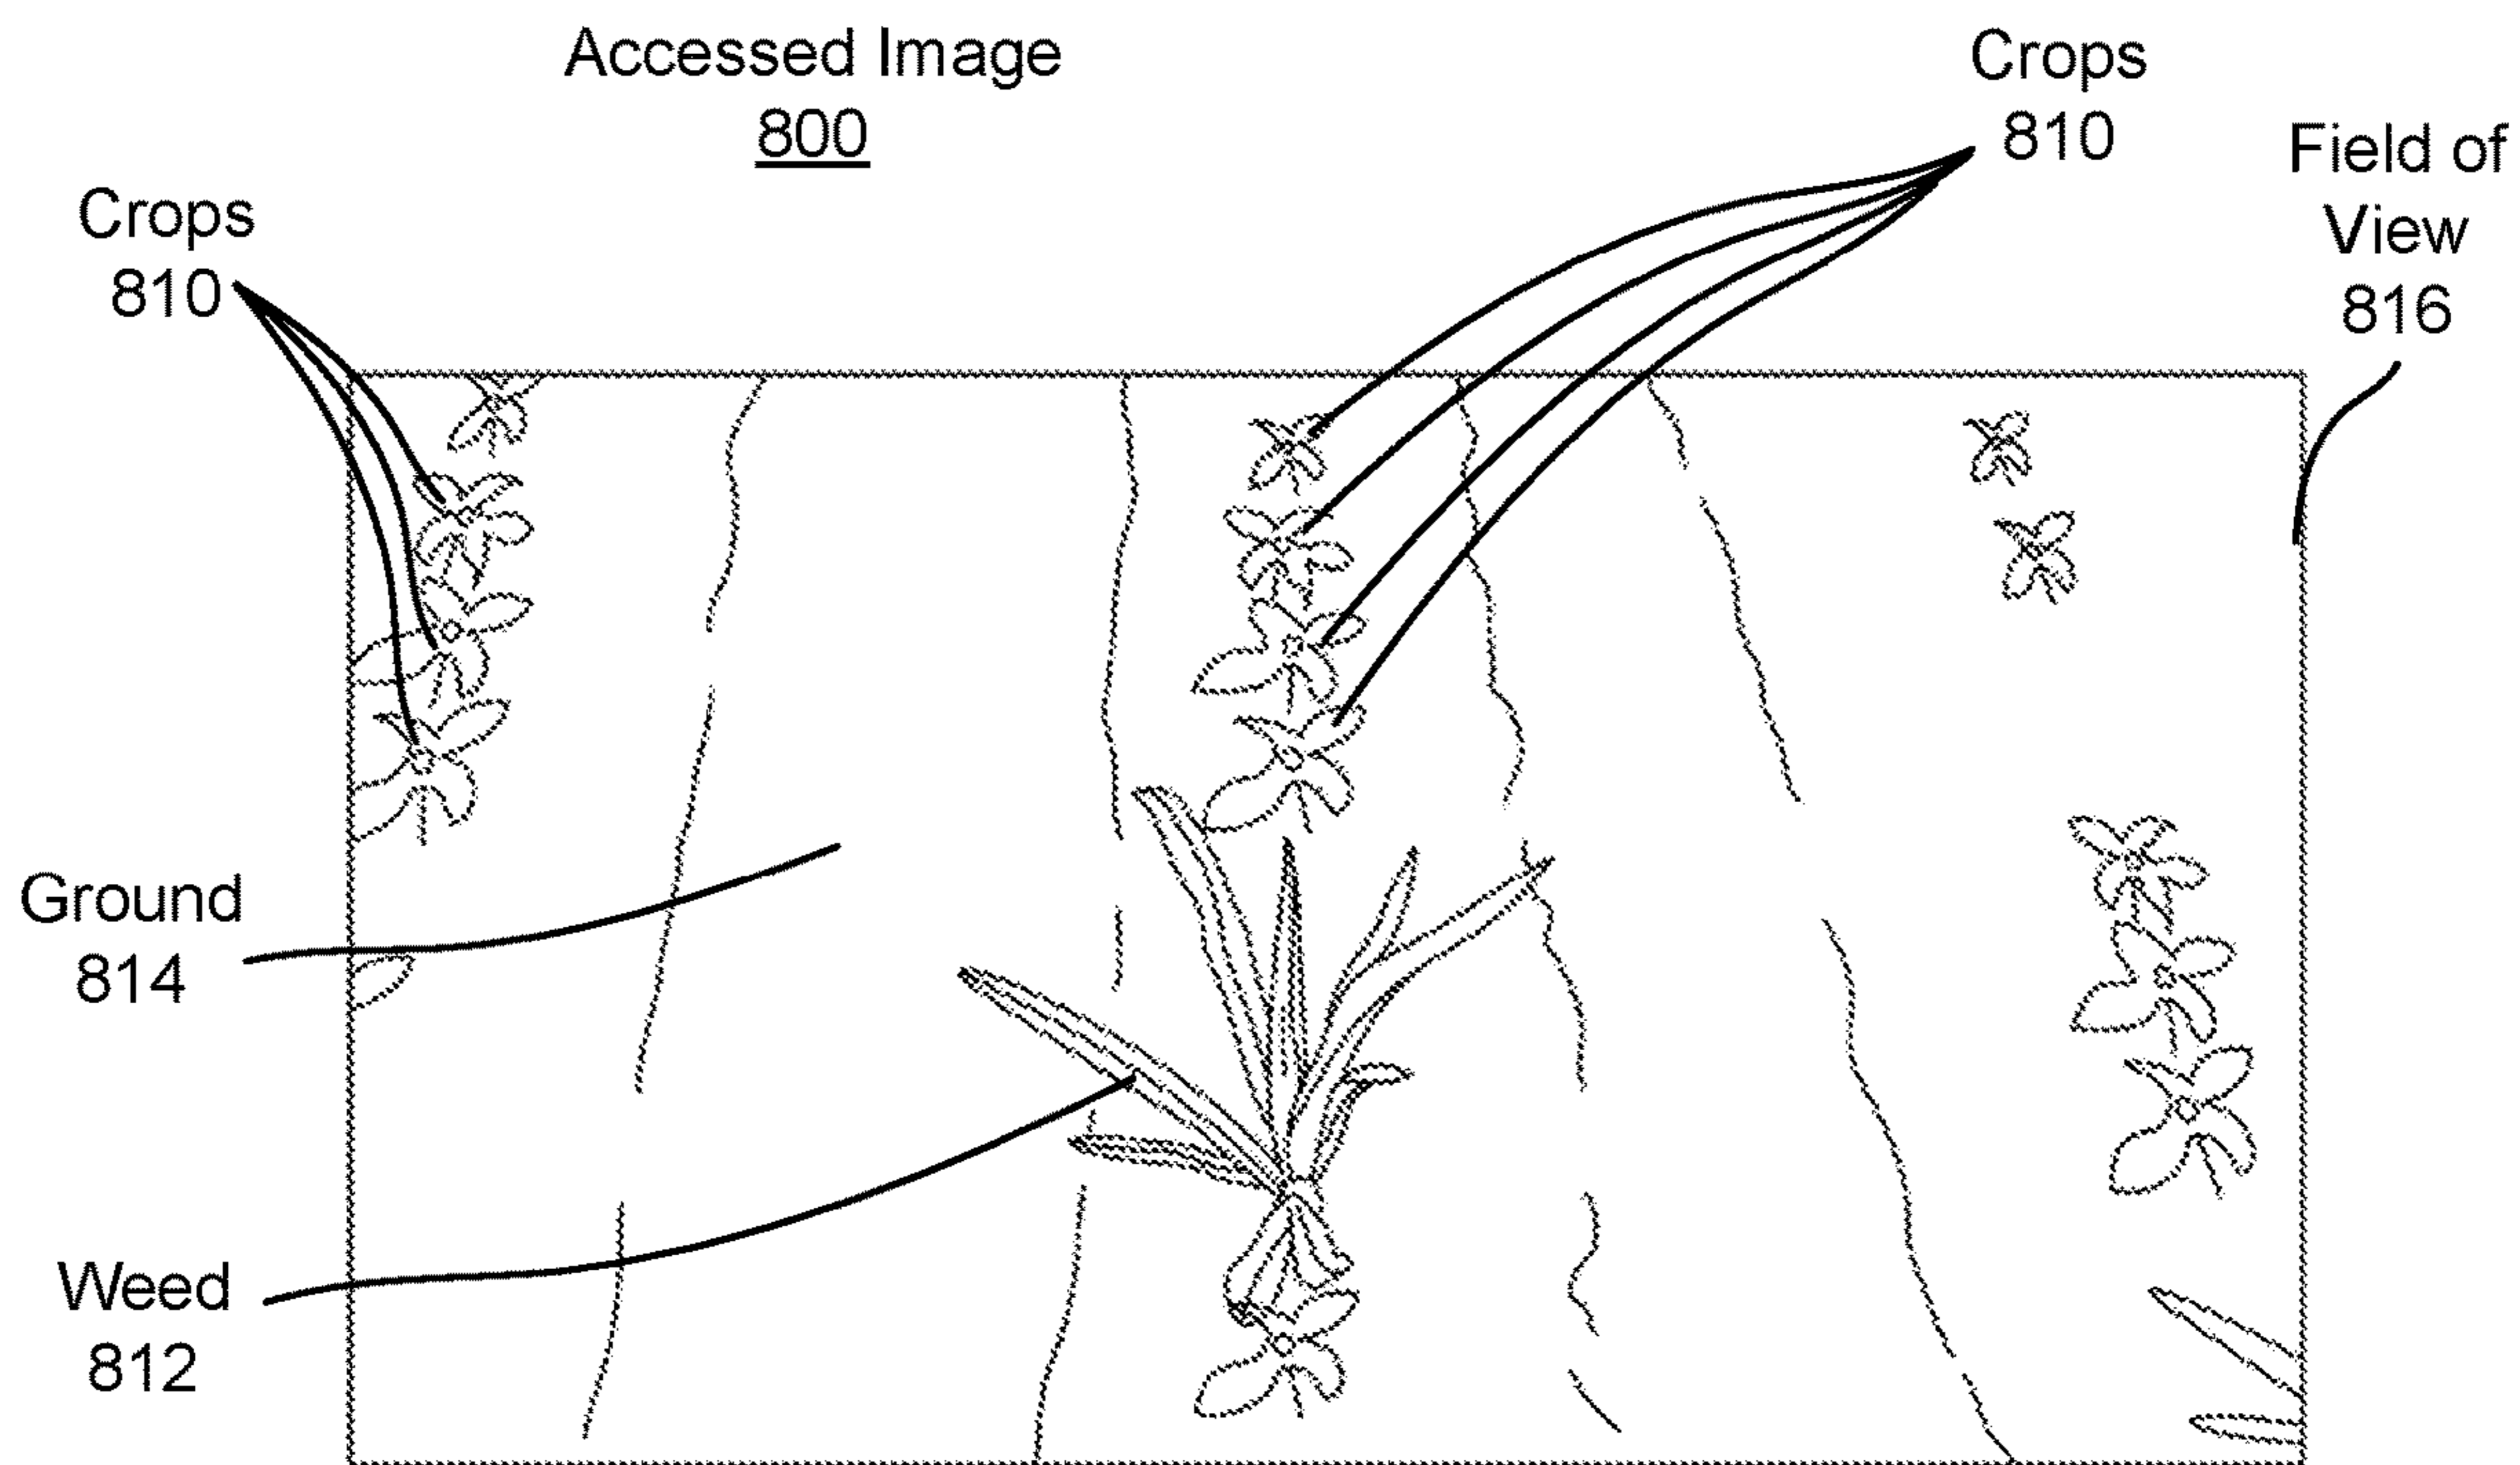 Accessed Image
800
Crops
810
Crops
810
Field of
View
816
Ground
814
Weed
812